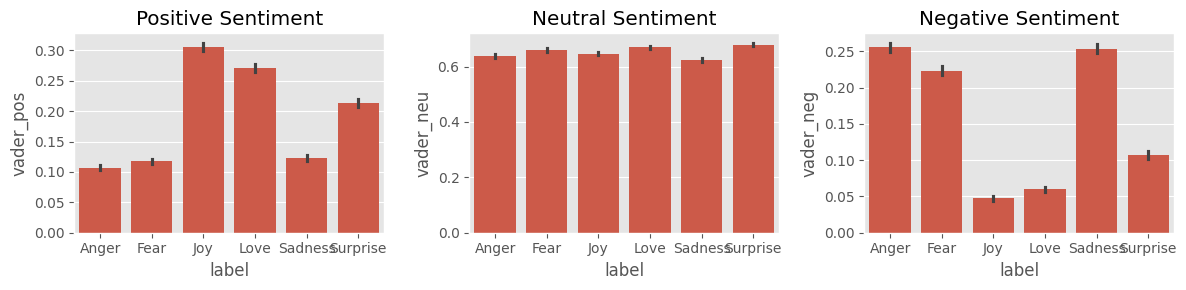 Positive Sentiment
vader_pos
0.30
0.25
0.20
0.15
0.10
0.05
0.00
Anger Fear Joy Love Sadness Surprise
label
Neutral Sentiment
vader_neu
0.6
0.4
0.2
0.0
Anger Fear Joy Love Sadness Surprise
label
Negative Sentiment
vader_neg
0.25
0.20
0.15
0.10
0.05
0.00
Anger Fear Joy Love Sadness Surprise
label